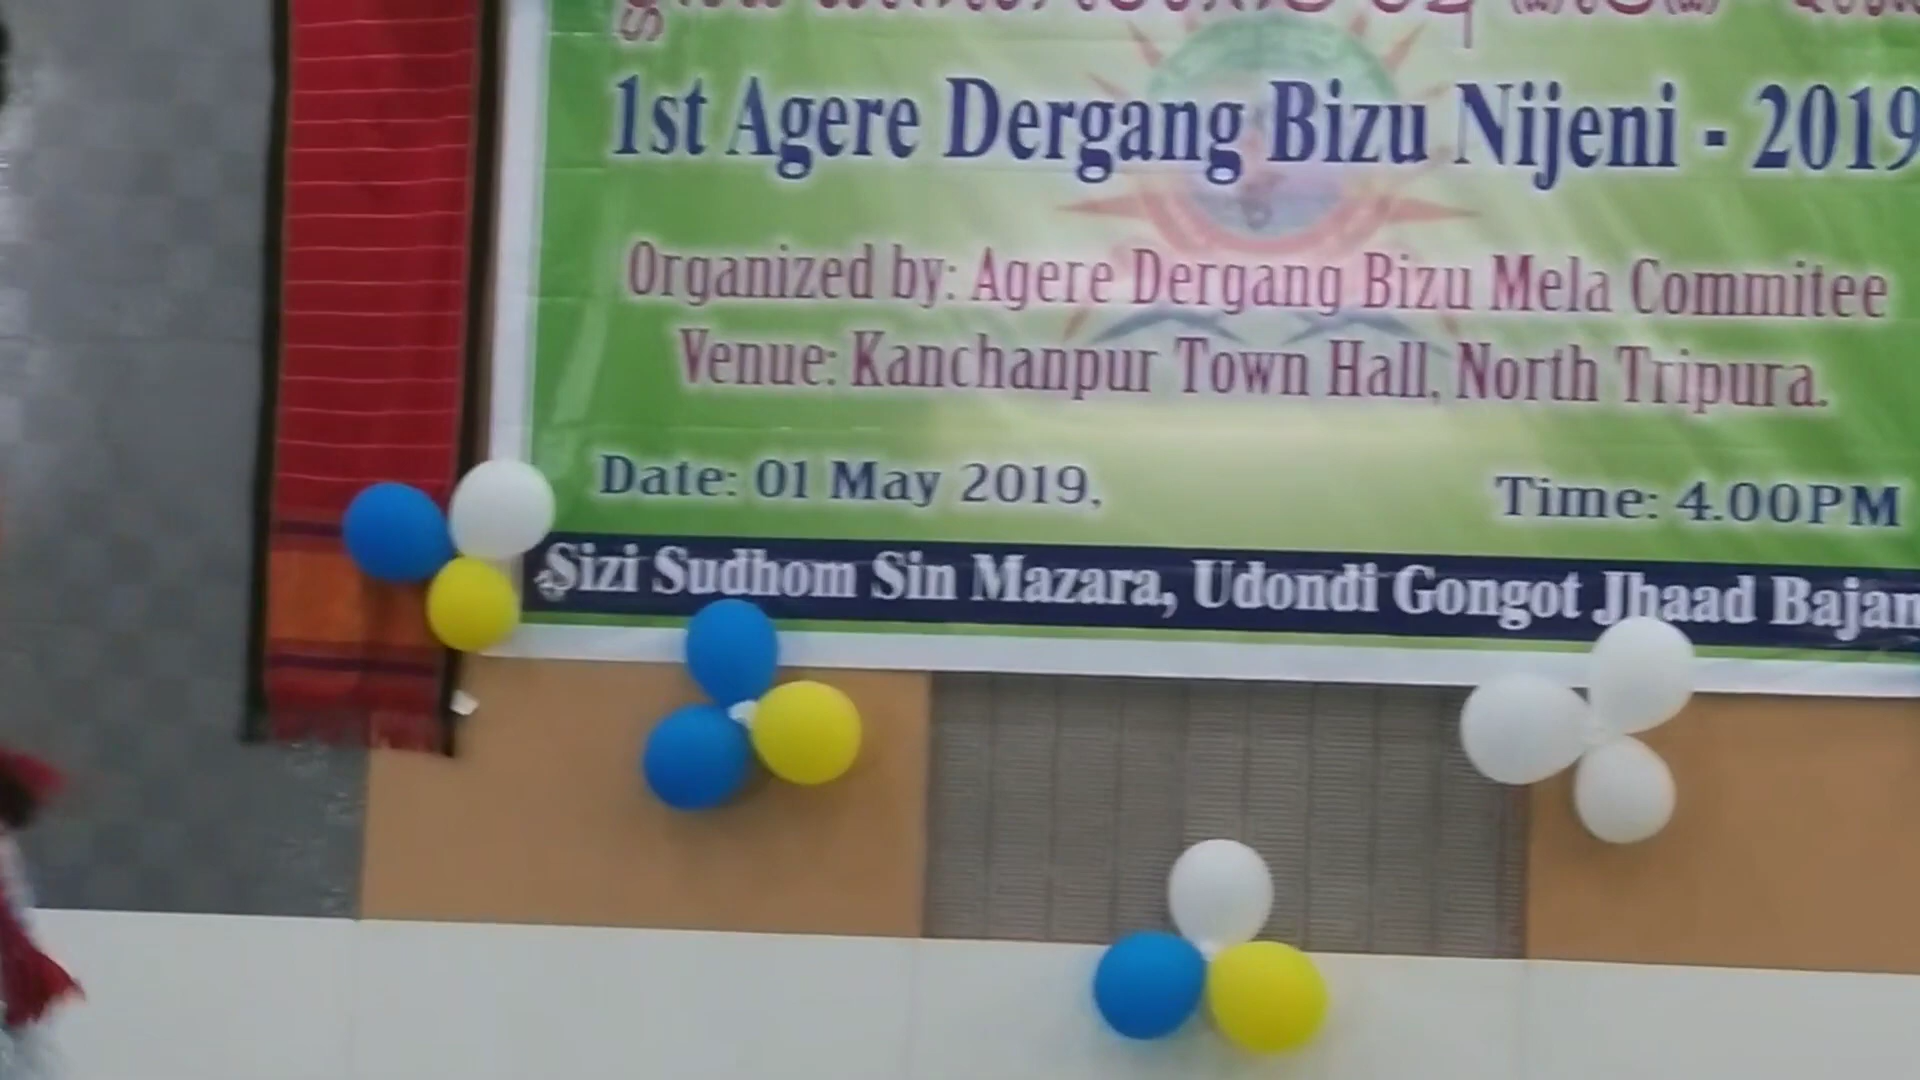 1st Agere Dergang Bizu Nijeni - 2019
Organized by: Agere Dergang Bizu Mela Commitee
Venue: Kanchanpur Town Hall, North Tripura.
Date: 01 May 2019, Time: 4.00PM
Sizi Sudhom Sin Mazara, Udondi Gongot Jhaad Bajan